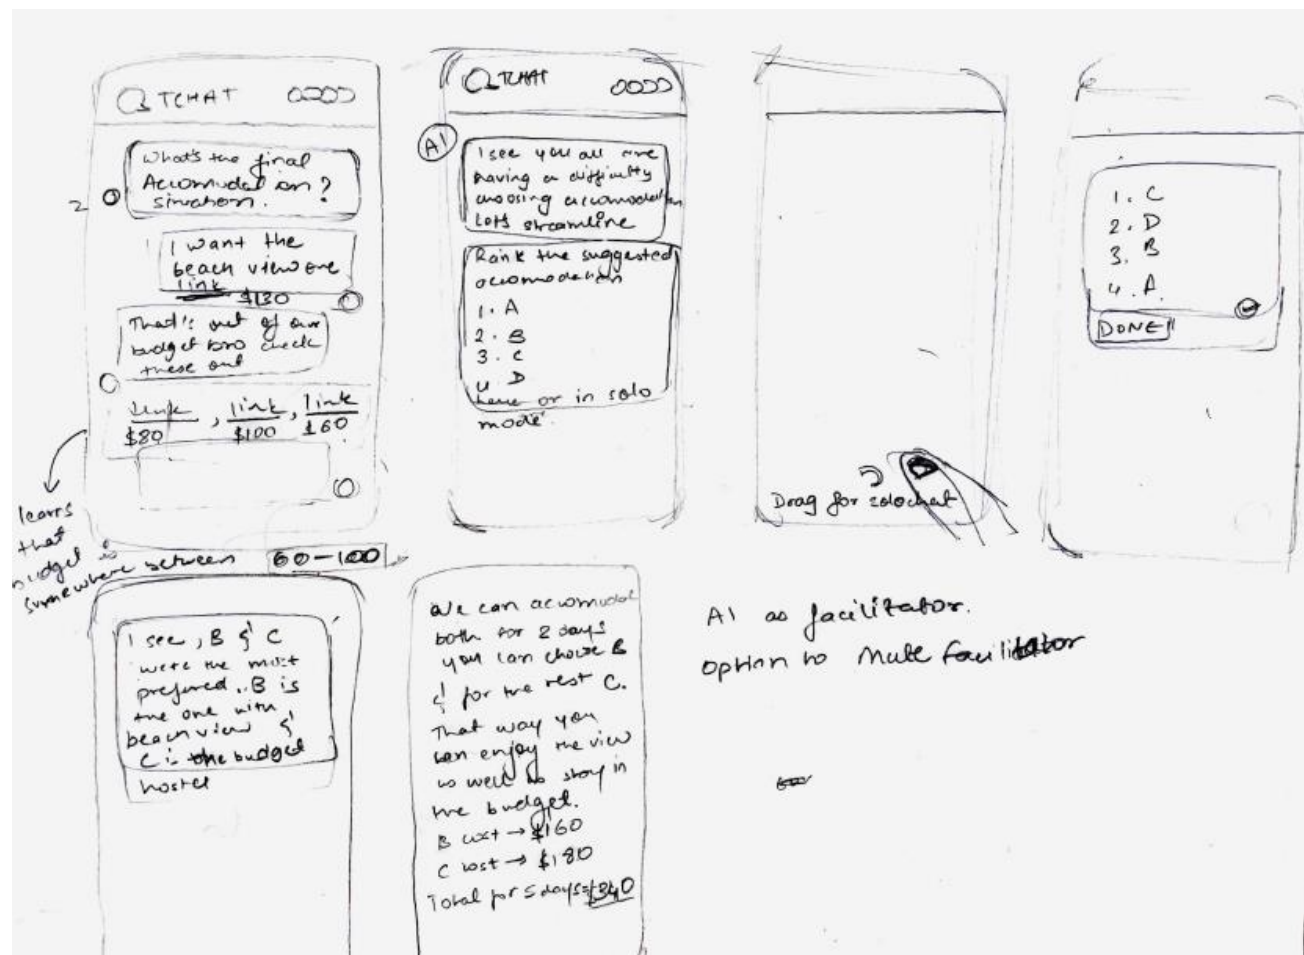 TCHAT
What's the final
Accomudation
situation. ?
2
I want the
beach view one
link
$130
That's out of our
budget bro check
these out
link , link , link
$80 $100 $60
learns
that
budget is
somewhere between 60-100
TCHAT
AI
I see you all are
having a difficulty
choosing accomodation
Lets streamline
Rank the suggested
accomodation
1. A
2. B
3. C
4. D
here or in solo
mode.
Drag for solochat
1. C
2. D
3. B
4. A.
DONE
I see, B & C
were the most
preferred.. B is
the one with
beach view &
C is the budget
hostel
We can accomudate
both for 2 days
you can choose B
& for the rest C.
That way you
can enjoy the view
as well as stay in
the budget.
B cost → $160
C cost → $180
Total for 5 days = $340
AI as facilitator.
option to Mute facilitator